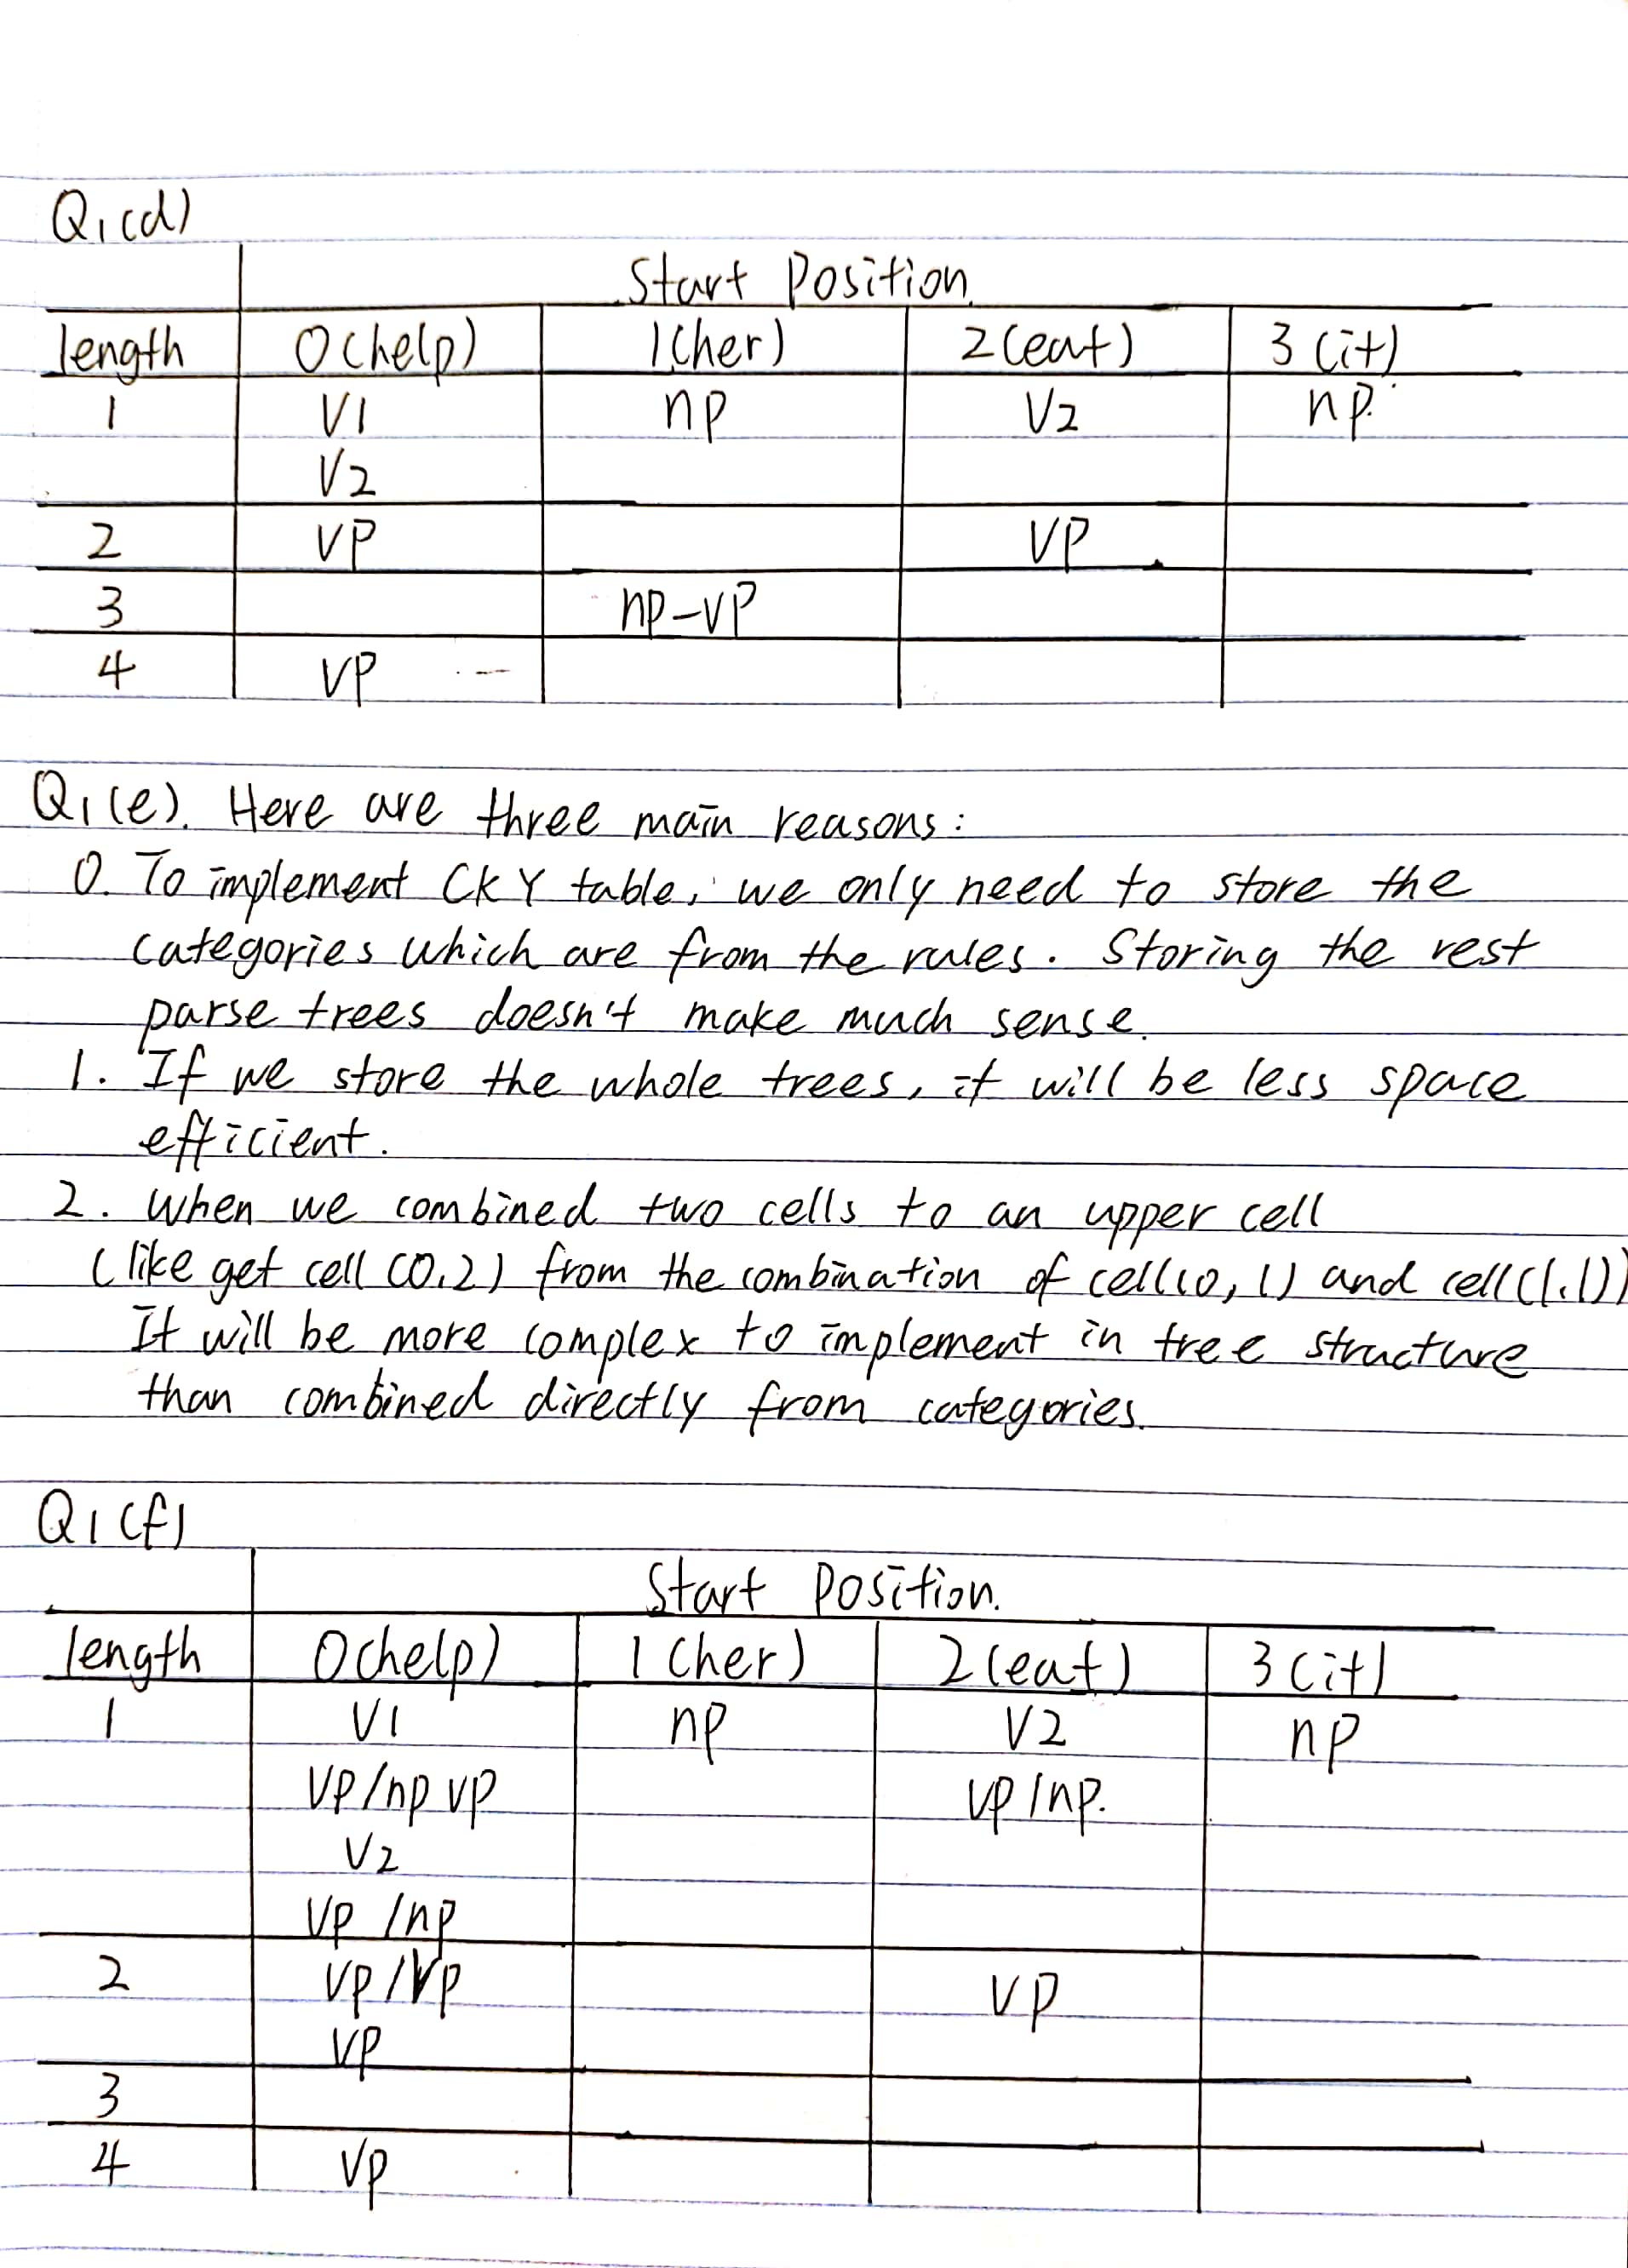 Q1(d)
Start Position
length 0(help) 1(her) 2(eat) 3(it)
1 V1 np V2 np.
V2
2 VP VP
3 np-VP
4 VP
Q1(e). Here are three main reasons:
0. To implement CKY table, we only need to store the
categories which are from the rules. Storing the rest
parse trees doesn't make much sense.
1. If we store the whole trees, it will be less space
efficient.
2. When we combined two cells to an upper cell
(like get cell (0,2) from the combination of cell(0,1) and cell(1,1))
It will be more complex to implement in tree structure
than combined directly from categories.
Q1(f)
Start Position.
length 0(help) 1(her) 2(eat) 3(it)
1 V1 np V2 np
VP/np vp VP/np.
V2
VP/np
2 VP/VP VP
VP
3
4 VP